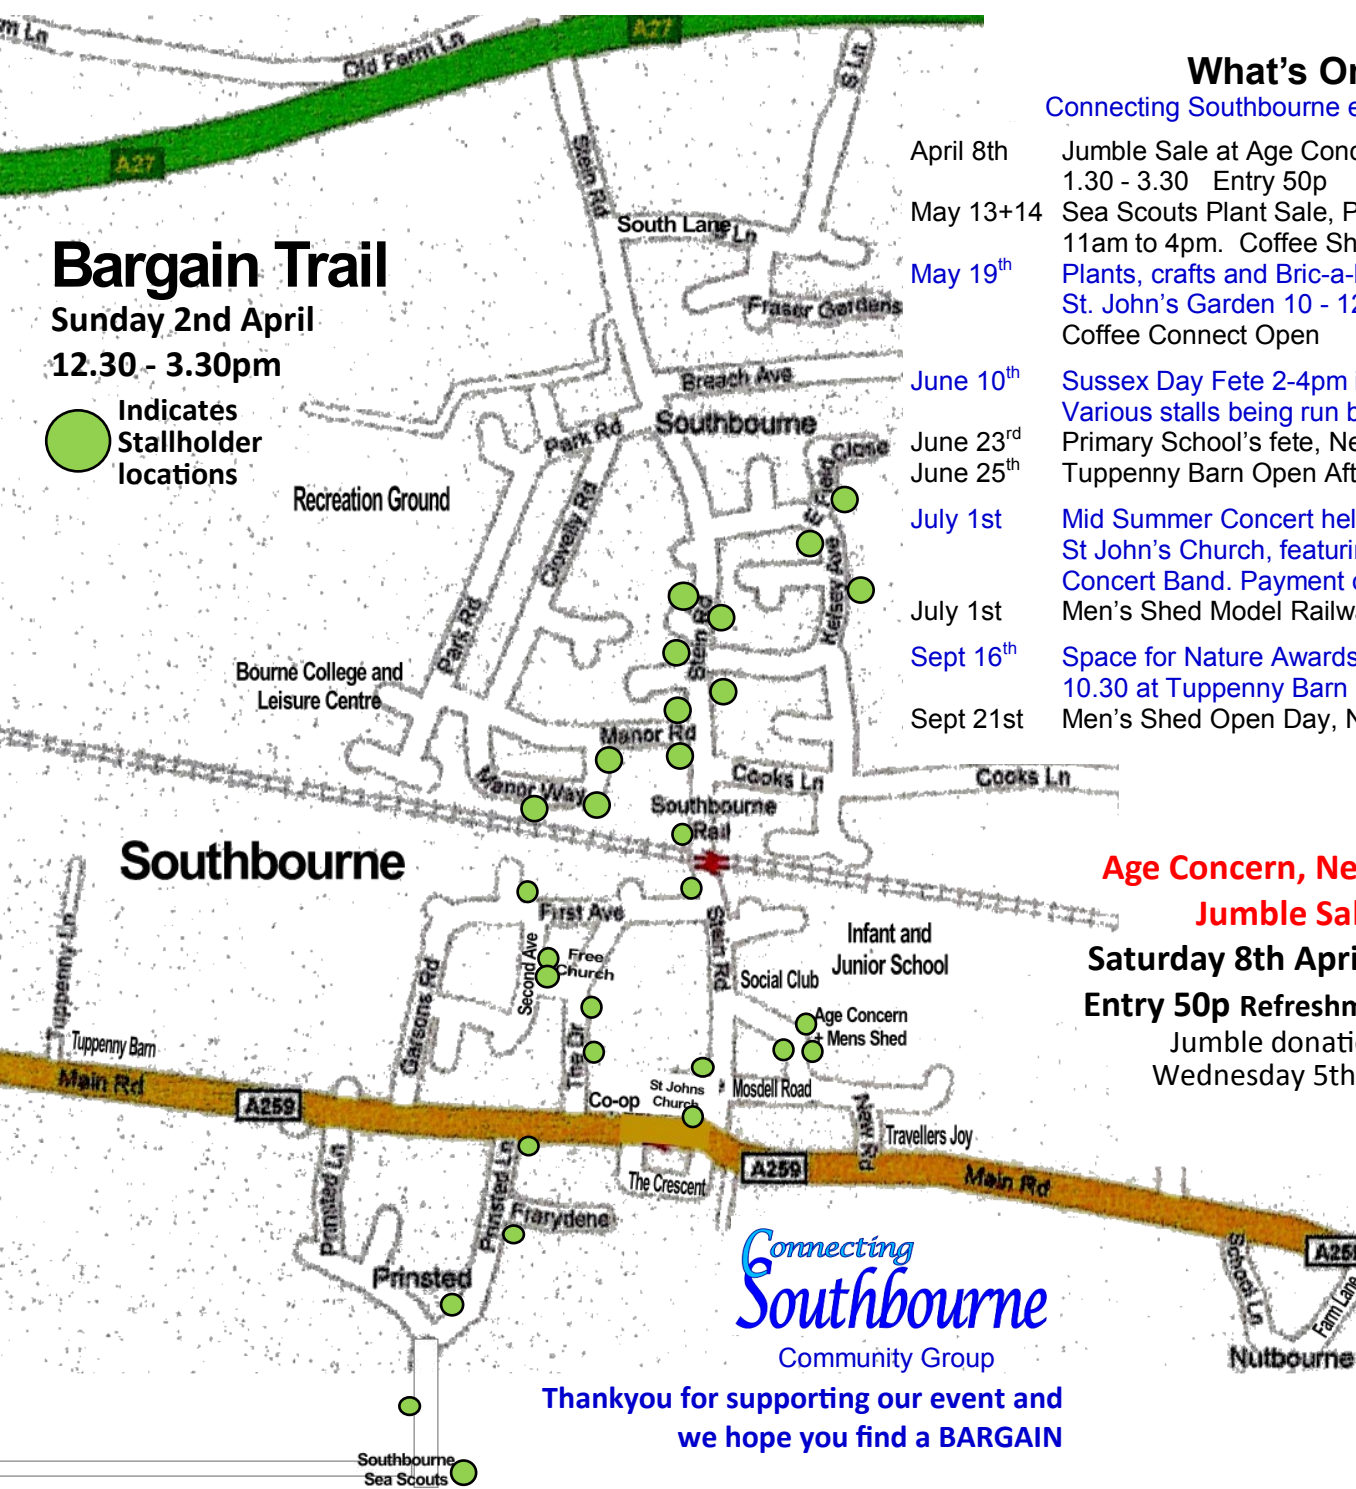 Old Farm Ln
A27
A27
S Ln
Stein Rd
South Lane
Ln
Fraser Gardens
Breach Ave
Southbourne
Park Rd
Close
E Field
Clovelly Rd
Kelsey Ave
Park Rd
Stein Rd
Bargain Trail
Sunday 2nd April
12.30 - 3.30pm
Indicates
Stallholder
locations
Recreation Ground
Bourne College and
Leisure Centre
Manor Rd
Manor Way
Cooks Ln
Cooks Ln
Southbourne
Rail
Southbourne
First Ave
Stein Rd
Second Ave
Free
Church
Infant and
Junior School
Social Club
Age Concern
+ Mens Shed
Garsons Rd
The Dr
Tuppenny Ln
Tuppenny Barn
Main Rd
A259
Co-op
St Johns
Church
Mosdell Road
New Rd
Travellers Joy
A259
Main Rd
The Crescent
Prinsted Ln
Prinsted Ln
Frarydene
Prinsted
School Ln
Farm Lane
Nutbourne
Southbourne
Sea Scouts
What's
Connecting Southbourne
April 8th Jumble Sale at Age
1.30 - 3.30 Entry 50p
May 13+14 Sea Scouts Plant Sale,
11am to 4pm. Coffee
May 19th Plants, crafts and
St. John's Garden 10 -
Coffee Connect Open
June 10th Sussex Day Fete 2-4pm
Various stalls being run
June 23rd Primary School's fete,
June 25th Tuppenny Barn Open
July 1st Mid Summer Concert
St John's Church,
Concert Band. Payment
July 1st Men's Shed Model
Sept 16th Space for Nature Awards
10.30 at Tuppenny Barn
Sept 21st Men's Shed Open Day,
Age Concern,
Jumble
Saturday 8th
Entry 50p
Jumble
Wednesday 5th
Connecting
Southbourne
Community Group
Thankyou for supporting our event and
we hope you find a BARGAIN